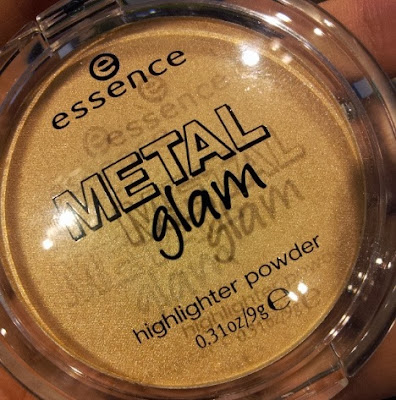 e
essence
METAL
glam
highlighter powder
0.31oz/9g ℮